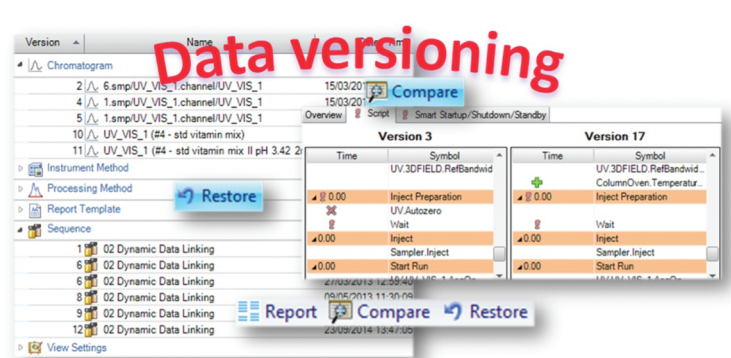 Data versioning
Version Name
Chromatogram
2 6.smp/UV_VIS_1.channel/UV_VIS_1 15/03/201
4 1.smp/UV_VIS_1.channel/UV_VIS_1 15/03/201
5 1.smp/UV_VIS_1.channel/UV_VIS_1
10 UV_VIS_1 (#4 - std vitamin mix)
11 UV_VIS_1 (#4 - std vitamin mix II pH 3.42
Instrument Method
Processing Method
Report Template
Sequence
1 02 Dynamic Data Linking
6 02 Dynamic Data Linking
6 02 Dynamic Data Linking 27/03/2013 12:59:40
8 02 Dynamic Data Linking 09/05/2013 11:30:09
9 02 Dynamic Data Linking
12 02 Dynamic Data Linking 23/09/2014 13:47:05
View Settings
Compare
Restore
Overview Script Smart Startup/Shutdown/Standby
Version 3 Version 17
Time Symbol Time Symbol
UV.3DFIELD.RefBandwid UV.3DFIELD.RefBandwid...
ColumnOven.Temperatur...
0.00 Inject Preparation 0.00 Inject Preparation
UV.Autozero
Wait Wait
0.00 Inject 0.00 Inject
Sampler.Inject Sampler.Inject
0.00 Start Run 0.00 Start Run
Report Compare Restore